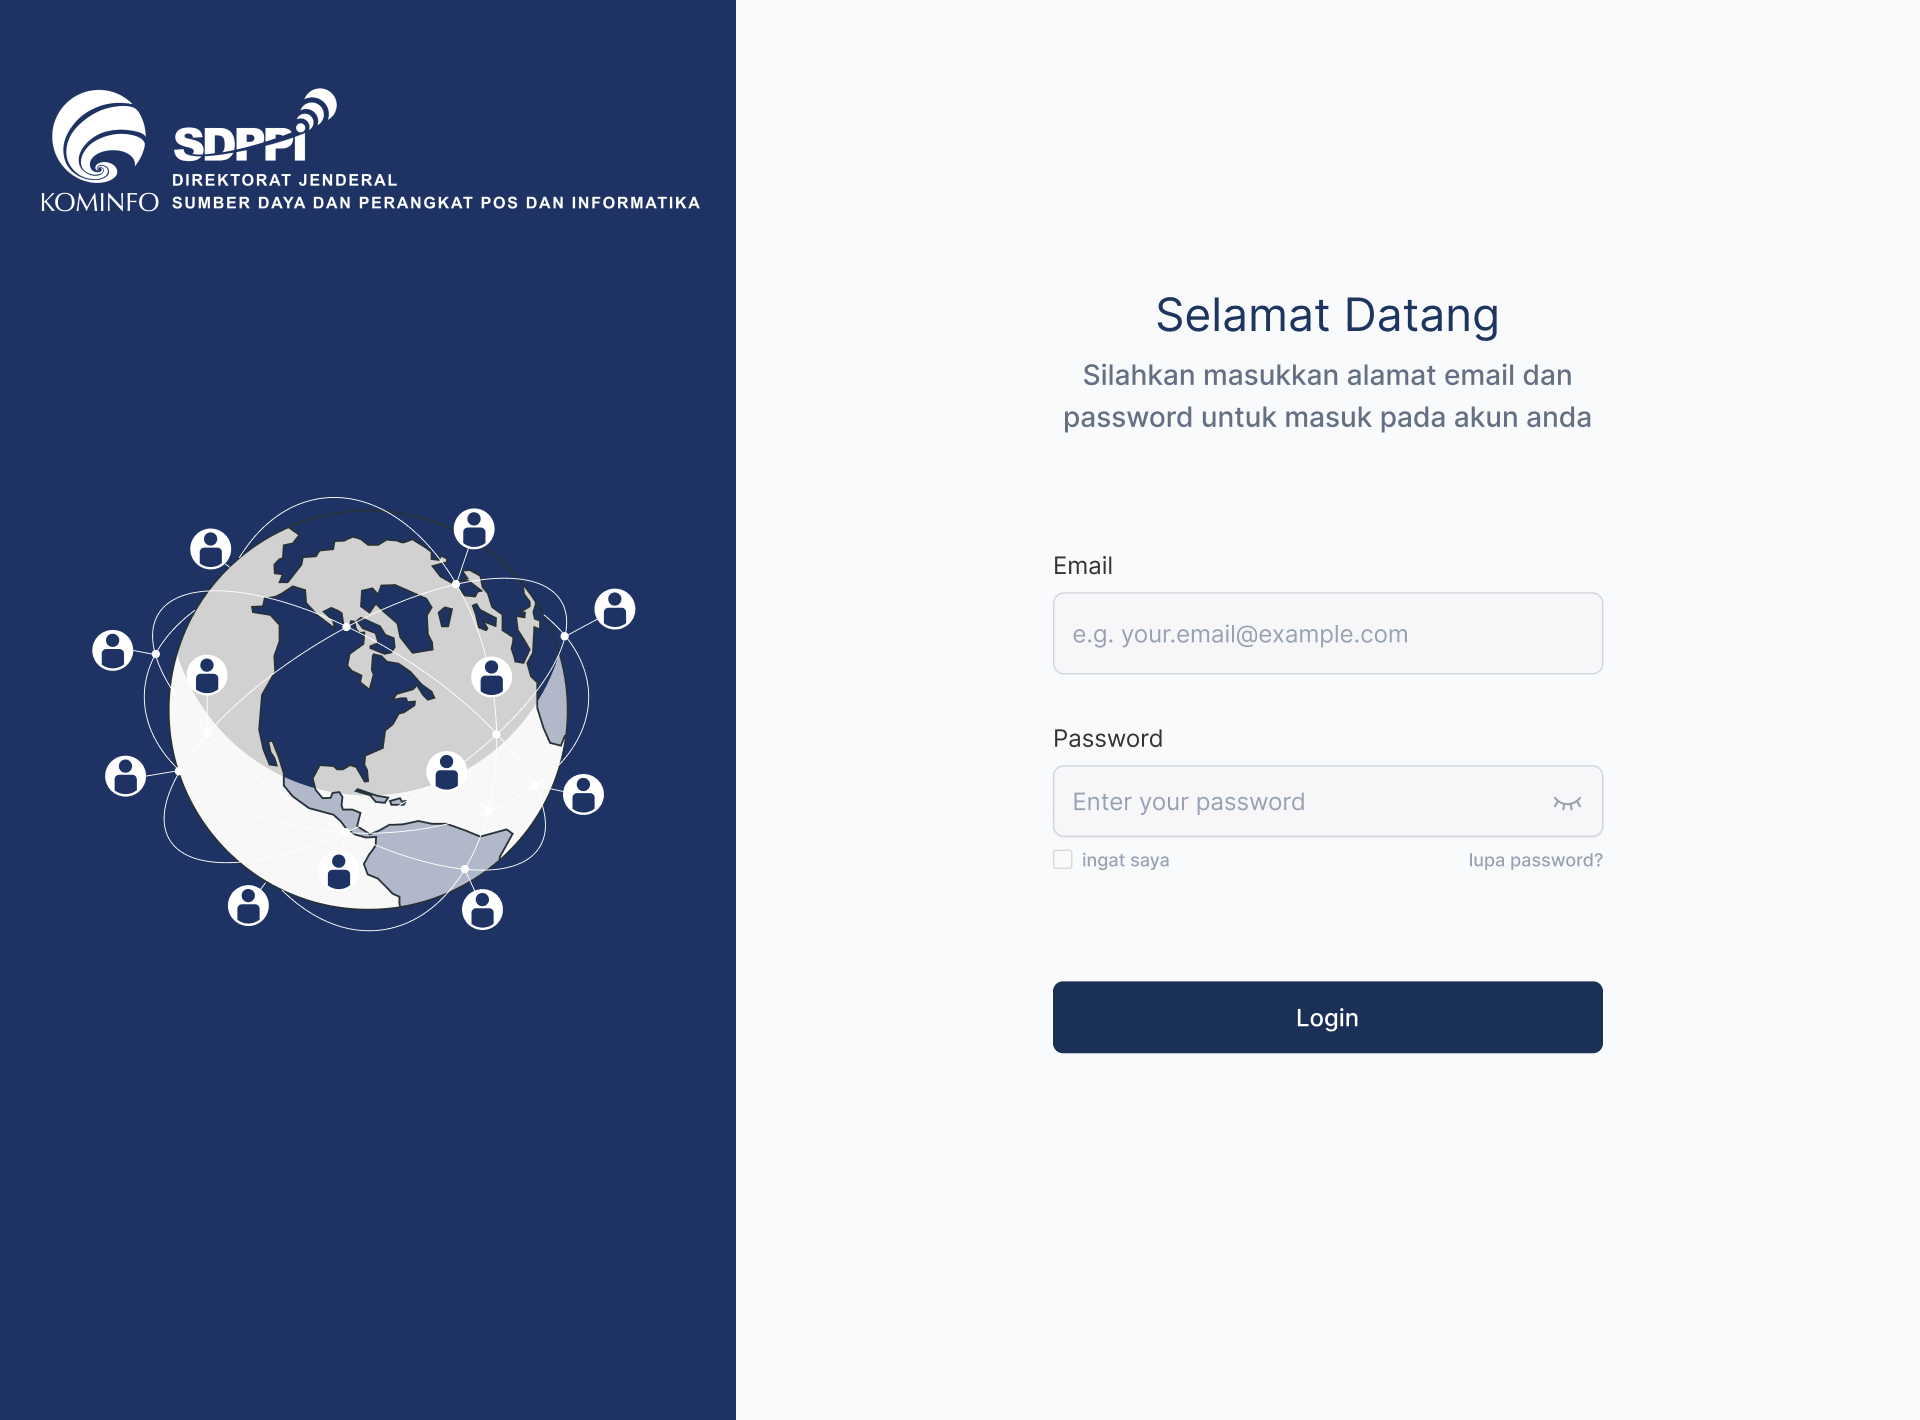 SDPPI
DIREKTORAT JENDERAL
KOMINFO SUMBER DAYA DAN PERANGKAT POS DAN INFORMATIKA
Selamat Datang
Silahkan masukkan alamat email dan
password untuk masuk pada akun anda
Email
e.g. your.email@example.com
Password
Enter your password
ingat saya lupa password?
Login